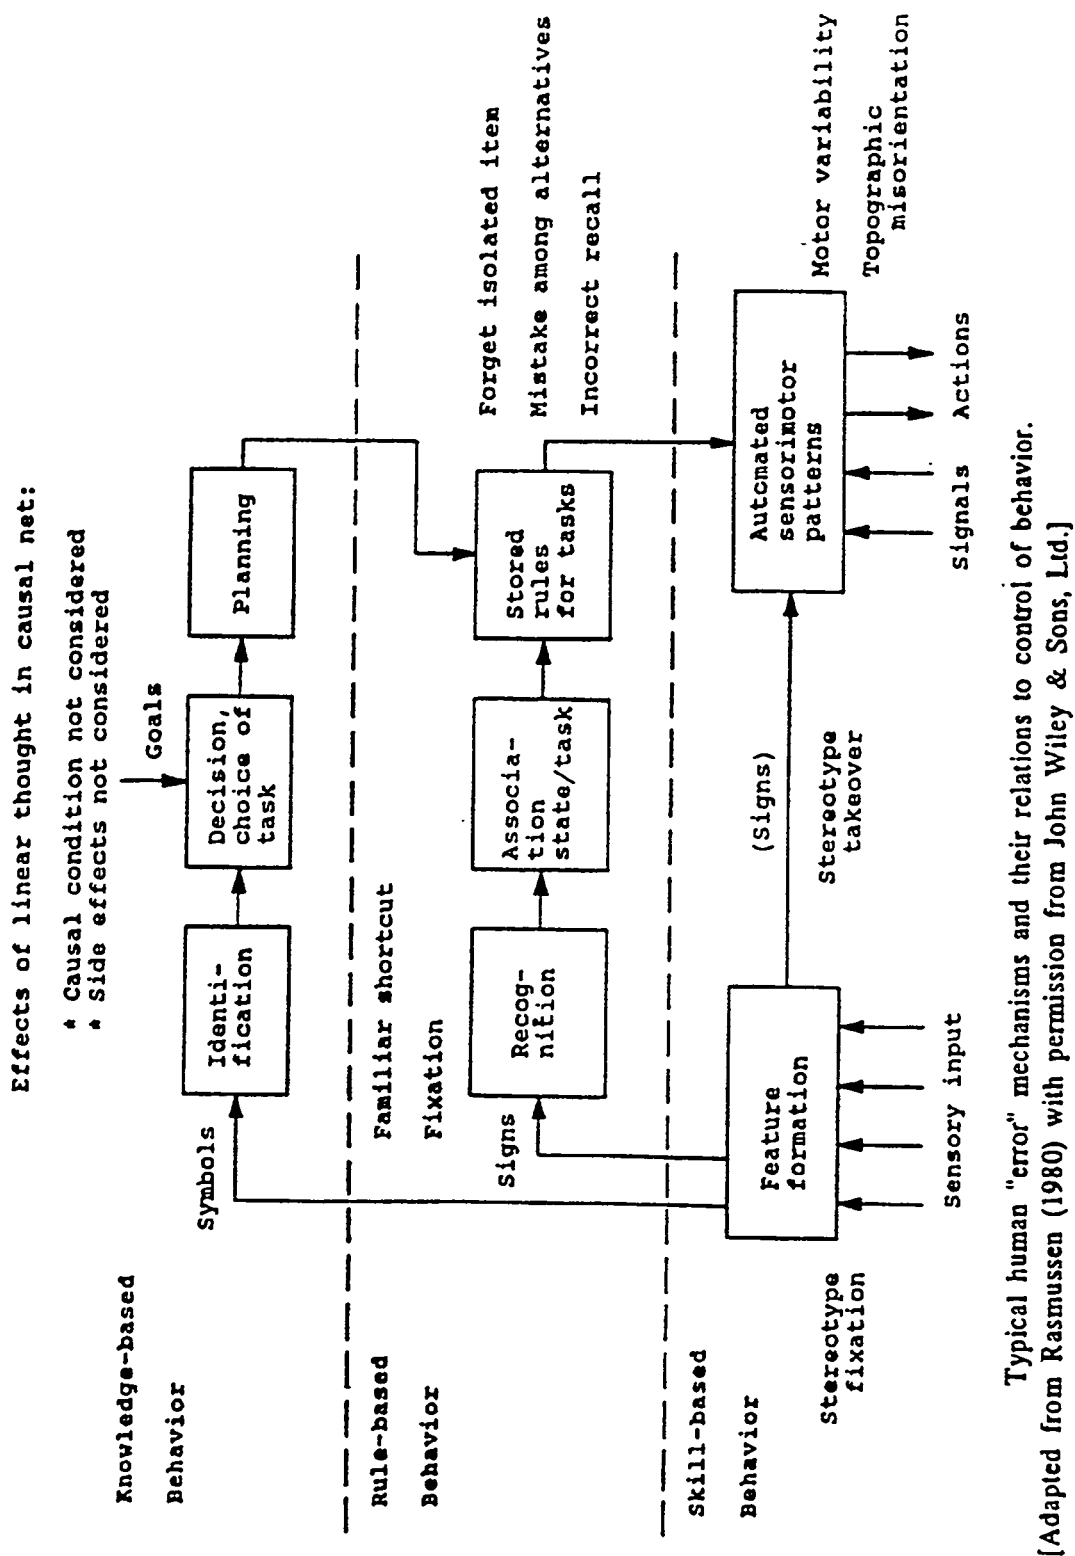 Effects of linear thought in causal net:
* Causal condition not considered
* Side effects not considered
Knowledge-based
Behavior
Symbols
Goals
Identi-
fication
Decision,
choice of
task
Planning
Rule-based
Behavior
Familiar shortcut
Fixation
Signs
Recog-
nition
Associa-
tion
state/task
Stored
rules
for tasks
Forget isolated item
Mistake among alternatives
Incorrect recall
Skill-based
Behavior
Stereotype
fixation
Feature
formation
Sensory input
(Signs)
Stereotype
takeover
Automated
sensorimotor
patterns
Signals
Actions
Motor variability
Topographic
misorientation
Typical human "error" mechanisms and their relations to control of behavior.
[Adapted from Rasmussen (1980) with permission from John Wiley & Sons, Ltd.]